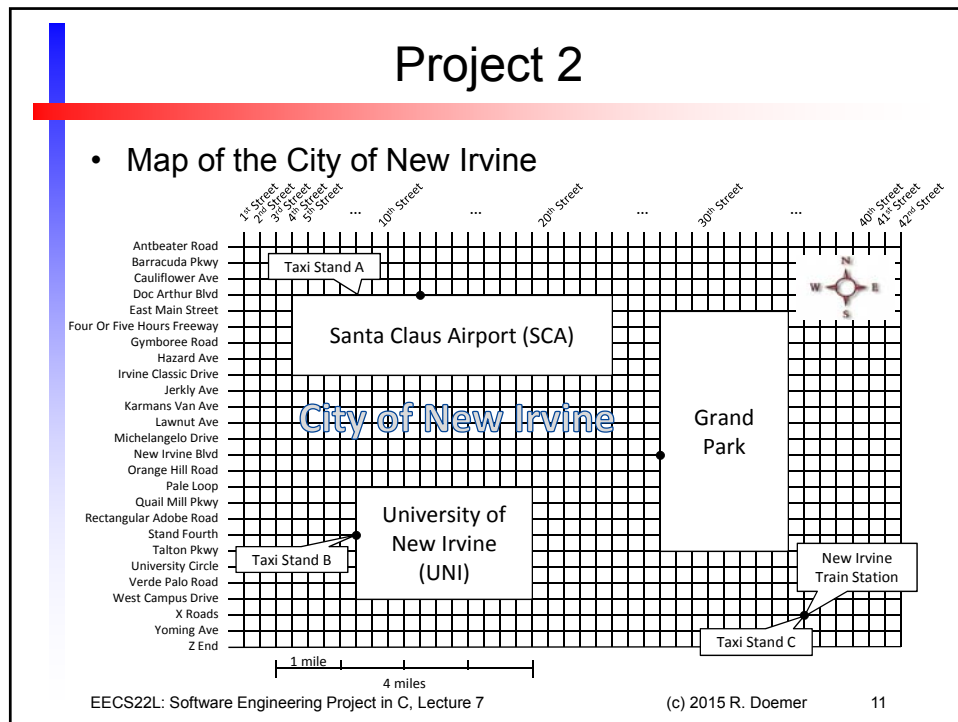 Project 2
• Map of the City of New Irvine
1st Street
2nd Street
3rd Street
4th Street
5th Street
...
10th Street
...
20th Street
...
30th Street
...
40th Street
41st Street
42nd Street
Antbeater Road
Barracuda Pkwy
Cauliflower Ave
Doc Arthur Blvd
East Main Street
Four Or Five Hours Freeway
Gymboree Road
Hazard Ave
Irvine Classic Drive
Jerkly Ave
Karmans Van Ave
Lawnut Ave
Michelangelo Drive
New Irvine Blvd
Orange Hill Road
Pale Loop
Quail Mill Pkwy
Rectangular Adobe Road
Stand Fourth
Talton Pkwy
University Circle
Verde Palo Road
West Campus Drive
X Roads
Yoming Ave
Z End
Taxi Stand A
N
W
E
S
Santa Claus Airport (SCA)
City of New Irvine
Grand
Park
University of
New Irvine
(UNI)
Taxi Stand B
New Irvine
Train Station
Taxi Stand C
1 mile
4 miles
EECS22L: Software Engineering Project in C, Lecture 7
(c) 2015 R. Doemer
11